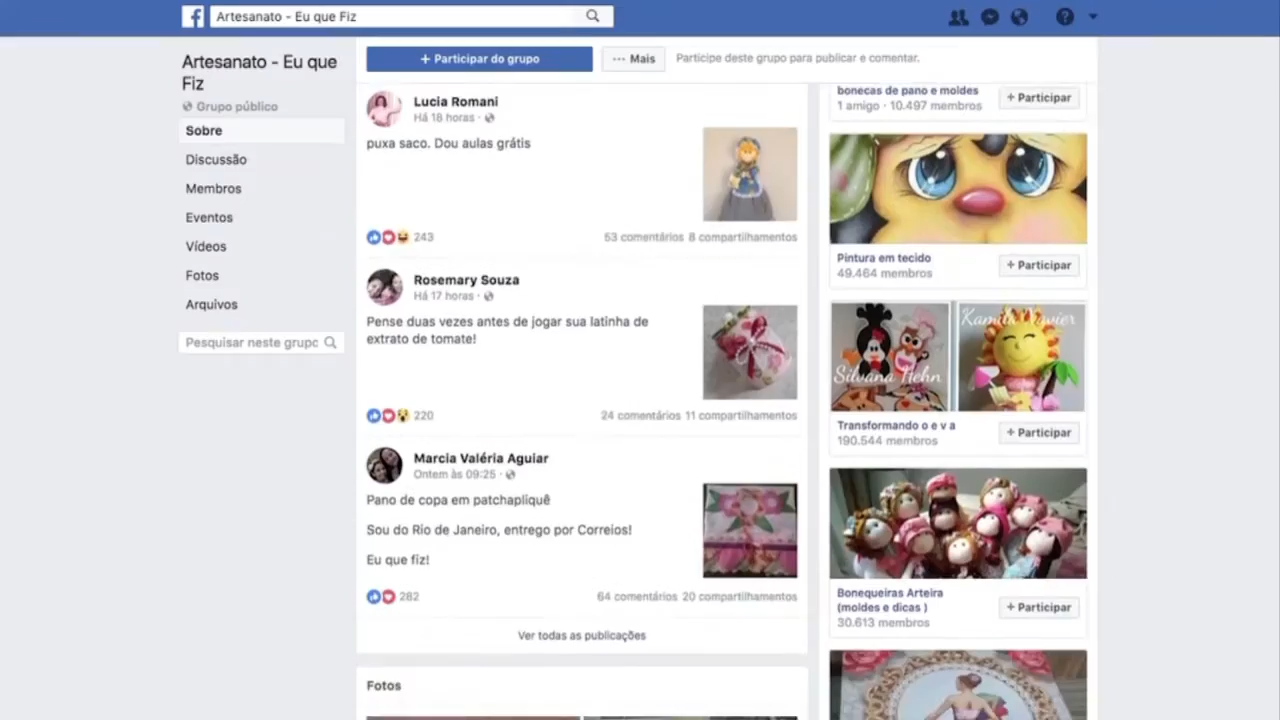 Artesanato - Eu que Fiz
Artesanato - Eu que
Fiz
Grupo público
Sobre
Discussão
Membros
Eventos
Vídeos
Fotos
Arquivos
Pesquisar neste grupo
+ Participar do grupo
··· Mais
Participe deste grupo para publicar e comentar.
Lucia Romani
Há 18 horas ·
puxa saco. Dou aulas grátis
243
53 comentários 8 compartilhamentos
Rosemary Souza
Há 17 horas ·
Pense duas vezes antes de jogar sua latinha de
extrato de tomate!
220
24 comentários 11 compartilhamentos
Marcia Valéria Aguiar
Ontem às 09:25 ·
Pano de copa em patchapliquê
Sou do Rio de Janeiro, entrego por Correios!
Eu que fiz!
282
64 comentários 20 compartilhamentos
Ver todas as publicações
Fotos
bonecas de pano e moldes
1 amigo · 10.497 membros
+ Participar
Pintura em tecido
49.464 membros
+ Participar
Silvana Hehn
Kamila Xavier
Transformando o e v a
190.544 membros
+ Participar
Bonequeiras Arteira
(moldes e dicas )
30.613 membros
+ Participar